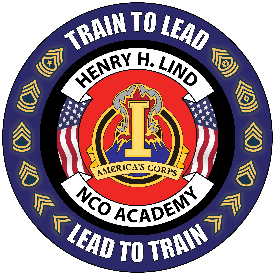 TRAIN TO LEAD
HENRY H. LIND
I
AMERICA'S CORPS
NCO ACADEMY
LEAD TO TRAIN